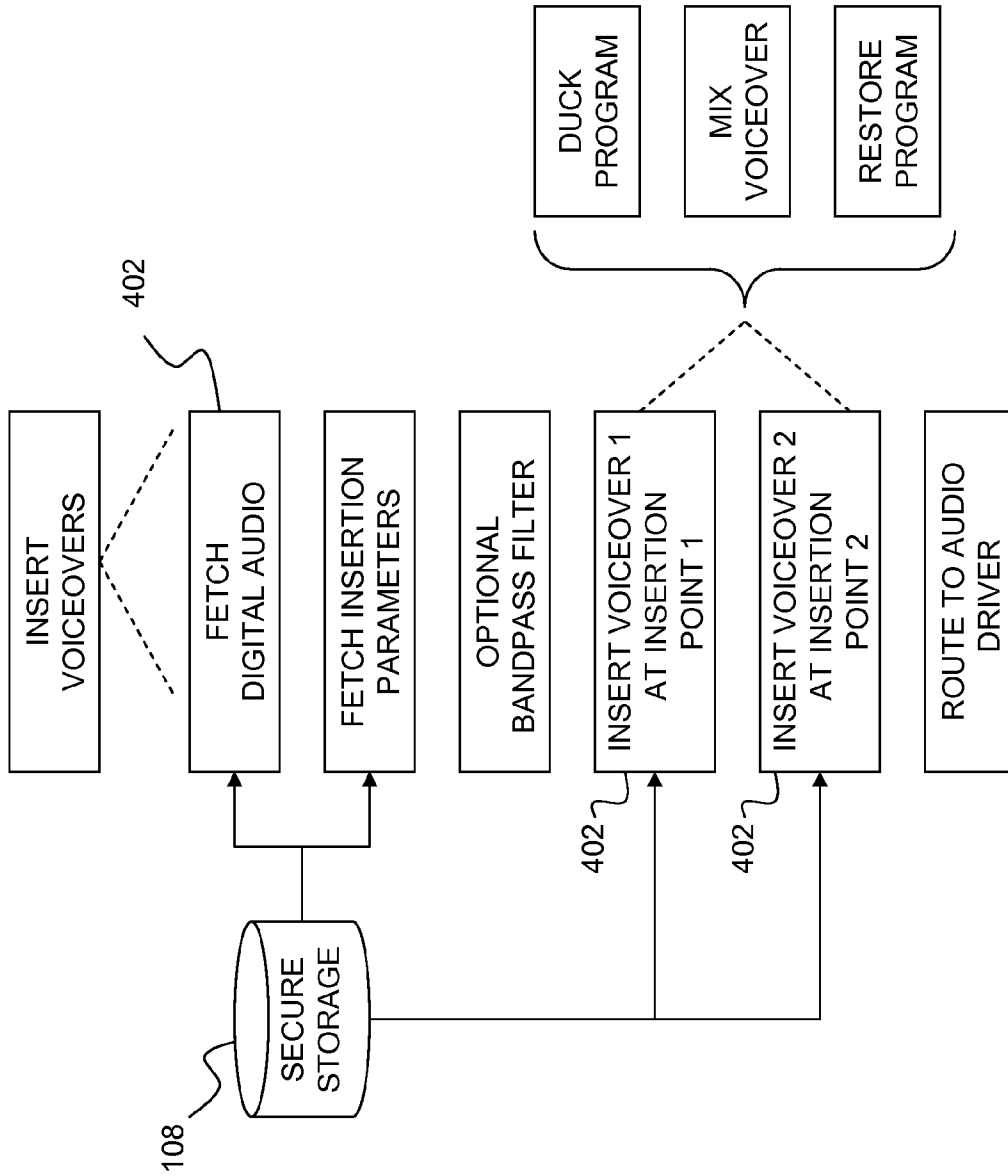 INSERT
VOICEOVERS
402
FETCH
DIGITAL AUDIO
FETCH INSERTION
PARAMETERS
OPTIONAL
BANDPASS FILTER
402
INSERT VOICEOVER 1
AT INSERTION
POINT 1
402
INSERT VOICEOVER 2
AT INSERTION
POINT 2
ROUTE TO AUDIO
DRIVER
108
SECURE
STORAGE
DUCK
PROGRAM
MIX
VOICEOVER
RESTORE
PROGRAM